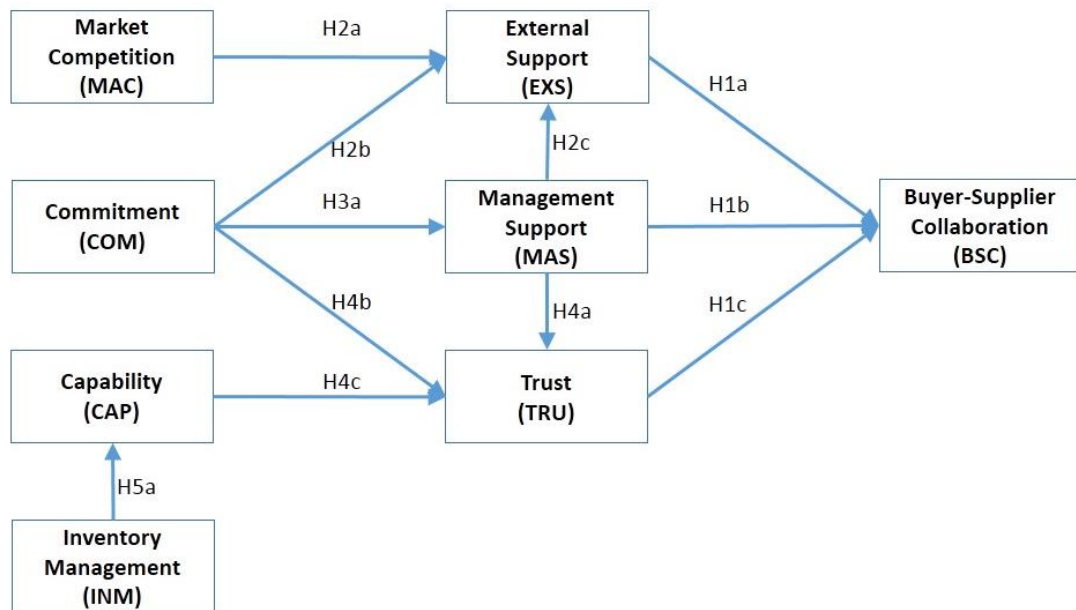 Market
Competition
(MAC)
H2a
External
Support
(EXS)
H1a
H2b
H2c
Commitment
(COM)
H3a
Management
Support
(MAS)
H1b
Buyer-Supplier
Collaboration
(BSC)
H4b
H4a
H1c
Capability
(CAP)
H4c
Trust
(TRU)
H5a
Inventory
Management
(INM)